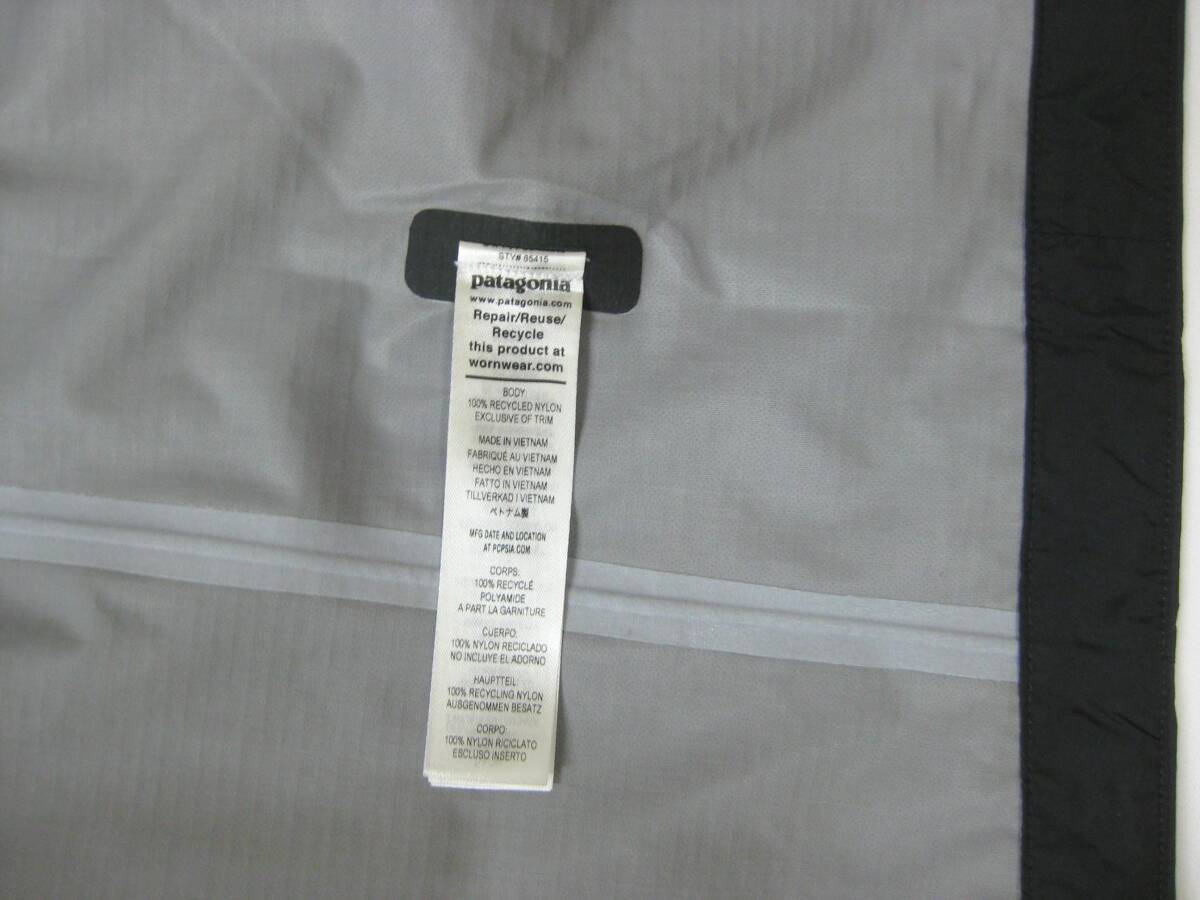 STY# 85415
patagonia
www.patagonia.com
Repair/Reuse/
Recycle
this product at
wornwear.com
BODY:
100% RECYCLED NYLON
EXCLUSIVE OF TRIM
MADE IN VIETNAM
FABRIQUÉ AU VIETNAM
HECHO EN VIETNAM
FATTO IN VIETNAM
TILLVERKAD I VIETNAM
ベトナム製
MFG DATE AND LOCATION
AT PCPSIA.COM
CORPS:
100% RECYCLÉ
POLYAMIDE
A PART LA GARNITURE
CUERPO:
100% NYLON RECICLADO
NO INCLUYE EL ADORNO
HAUPTTEIL:
100% RECYCLING NYLON
AUSGENOMMEN BESATZ
CORPO:
100% NYLON RICICLATO
ESCLUSO INSERTO